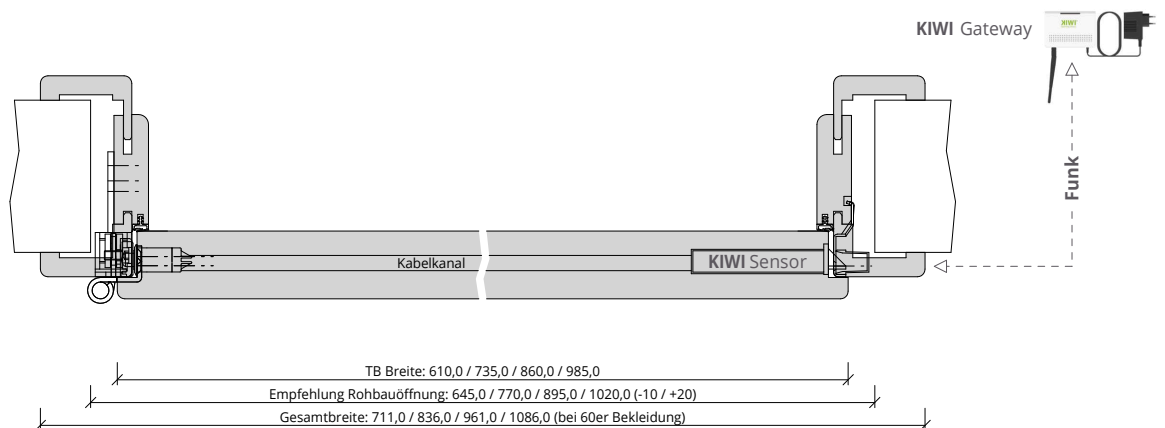 KIWI Gateway
KIWI
Funk
Kabelkanal
KIWI Sensor
TB Breite: 610,0 / 735,0 / 860,0 / 985,0
Empfehlung Rohbauöffnung: 645,0 / 770,0 / 895,0 / 1020,0 (-10 / +20)
Gesamtbreite: 711,0 / 836,0 / 961,0 / 1086,0 (bei 60er Bekleidung)